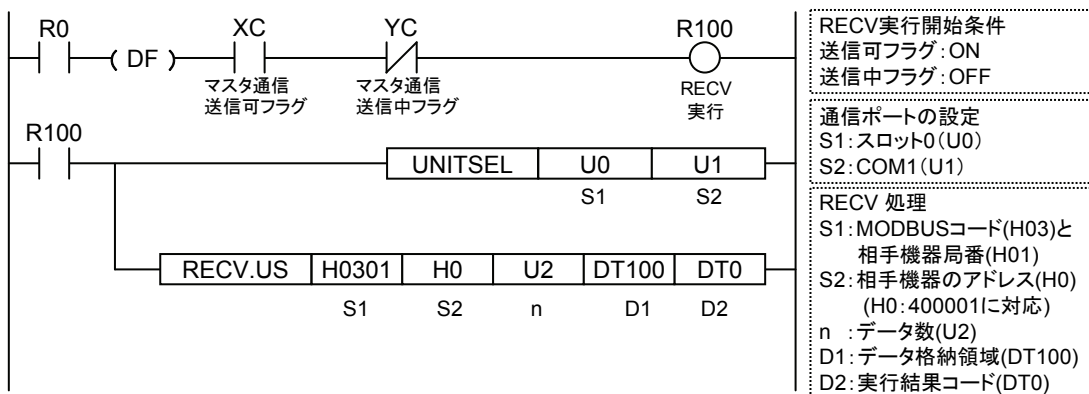 R0 XC YC R100
DF
マスタ通信 マスタ通信 RECV
送信可フラグ 送信中フラグ 実行
R100
UNITSEL U0 U1
S1 S2
RECV.US H0301 H0 U2 DT100 DT0
S1 S2 n D1 D2
RECV実行開始条件
送信可フラグ:ON
送信中フラグ:OFF
通信ポートの設定
S1:スロット0(U0)
S2:COM1(U1)
RECV 処理
S1:MODBUSコード(H03)と
相手機器局番(H01)
S2:相手機器のアドレス(H0)
(H0:400001に対応)
n :データ数(U2)
D1:データ格納領域(DT100)
D2:実行結果コード(DT0)